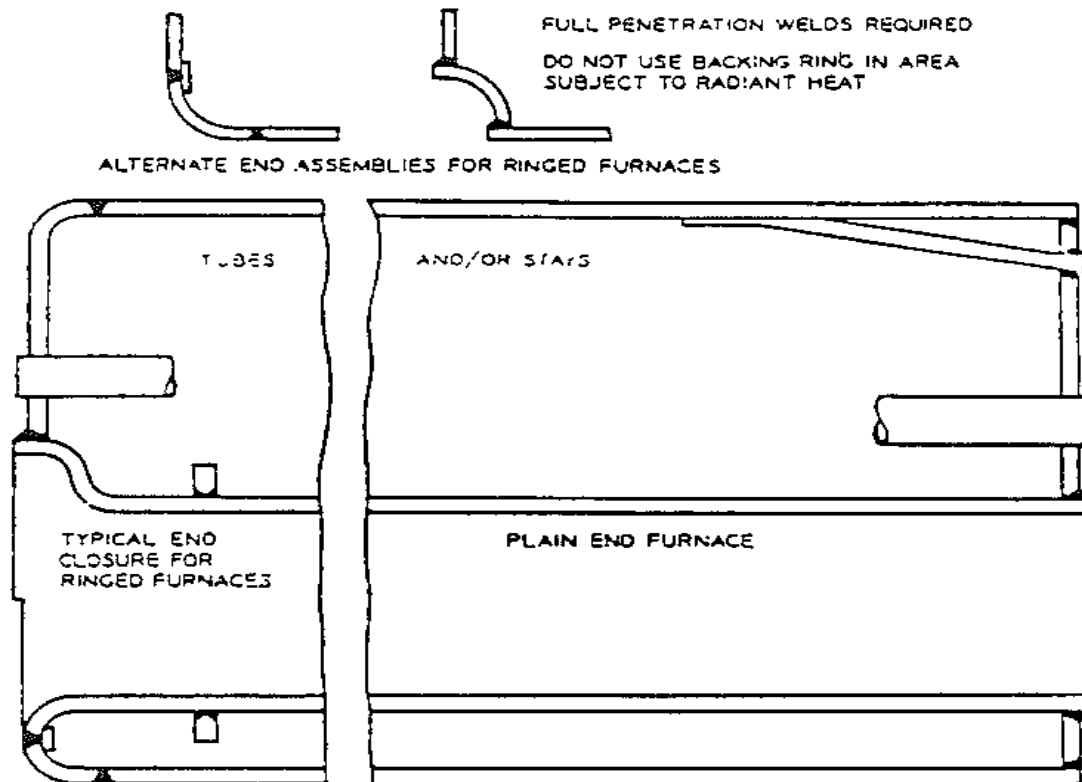 FULL PENETRATION WELDS REQUIRED
DO NOT USE BACKING RING IN AREA
SUBJECT TO RADIANT HEAT
ALTERNATE END ASSEMBLIES FOR RINGED FURNACES
TUBES AND/OR STAYS
TYPICAL END
CLOSURE FOR
RINGED FURNACES
PLAIN END FURNACE